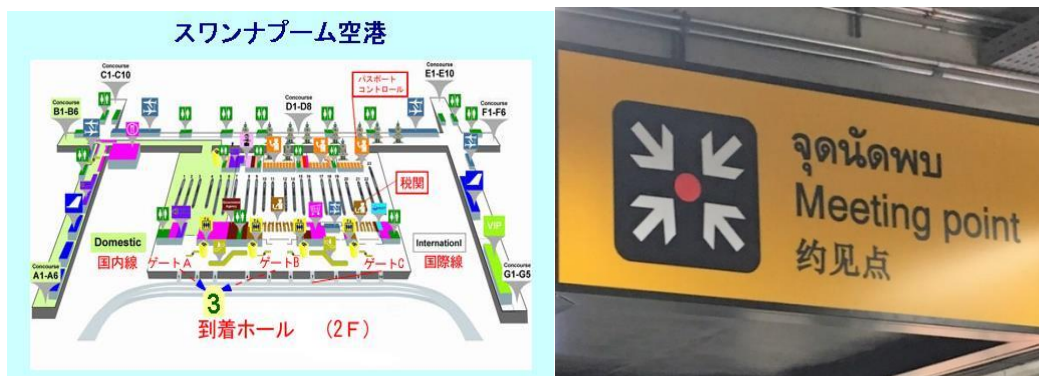 スワンナプーム空港
Concourse
C1-C10
Concourse
E1-E10
パスポート
コントロール
Concourse
B1-B6
Concourse
D1-D8
Concourse
F1-F6
税関
VIP
Domestic
国内線
ゲートA
ゲートB
ゲートC
Internationl
国際線
Concourse
A1-A6
Concourse
G1-G5
3
到着ホール (2F)
จุดนัดพบ
Meeting point
约见点